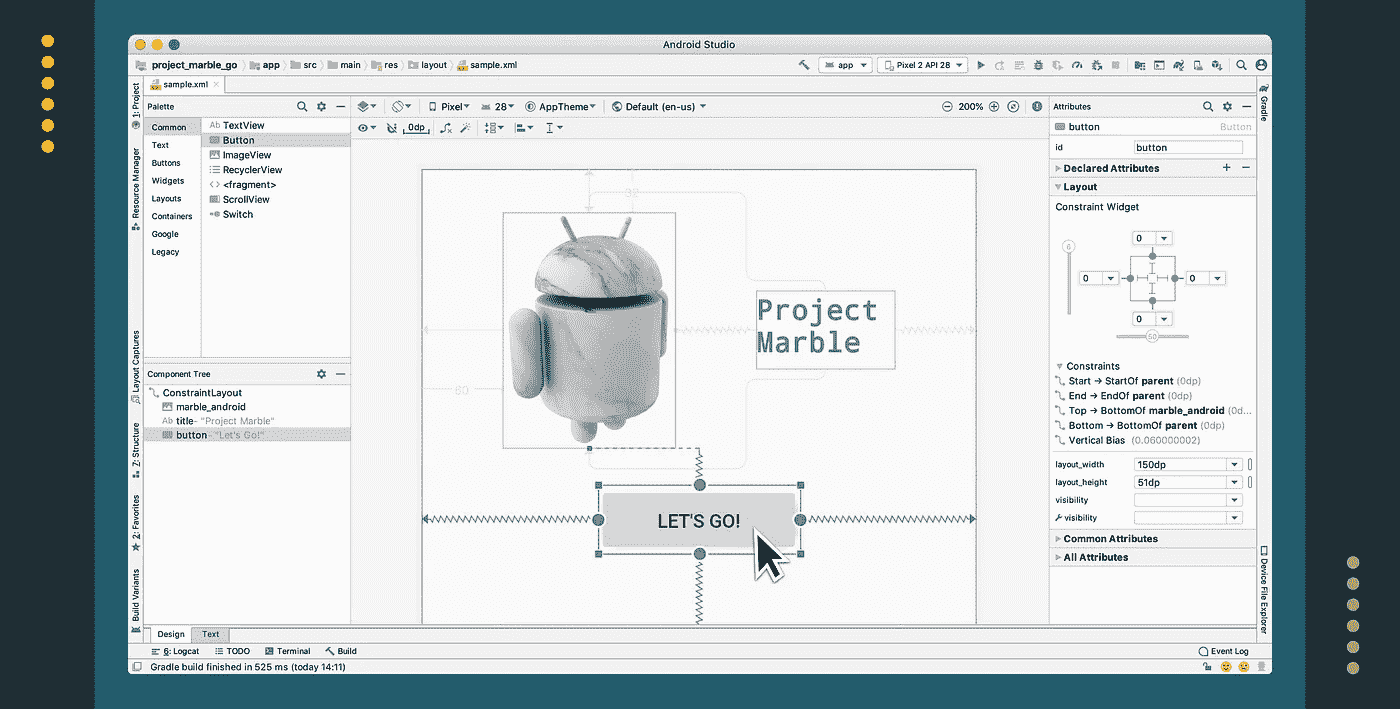 Android Studio
project_marble_go app src main res layout sample.xml
app Pixel 2 API 28
sample.xml
1: Project
Resource Manager
Layout Captures
Z: Structure
2: Favorites
Build Variants
Palette
Common
Text
Buttons
Widgets
Layouts
Containers
Google
Legacy
Ab TextView
Button
ImageView
RecyclerView
<fragment>
ScrollView
Switch
Component Tree
ConstraintLayout
marble_android
Ab title- "Project Marble"
button- "Let's Go!"
Pixel 28 AppTheme Default (en-us) 200%
0dp
32
60
Project
Marble
LET'S GO!
Attributes
button Button
id button
Declared Attributes
Layout
Constraint Widget
0
6
0 0
0
50
Constraints
Start → StartOf parent (0dp)
End → EndOf parent (0dp)
Top → BottomOf marble_android (0d...
Bottom → BottomOf parent (0dp)
Vertical Bias (0.060000002)
layout_width 150dp
layout_height 51dp
visibility
visibility
Common Attributes
All Attributes
Gradle
Device File Explorer
Design Text
6: Logcat TODO Terminal Build Event Log
Gradle build finished in 525 ms (today 14:11)